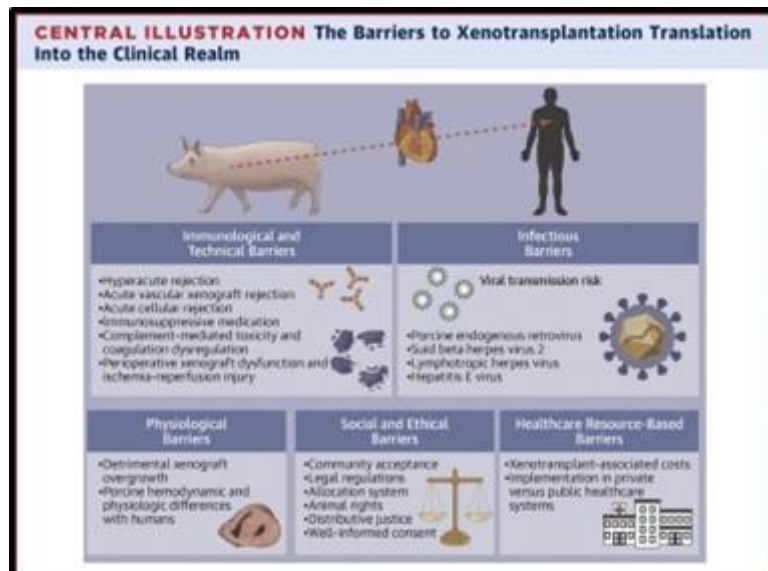 CENTRAL ILLUSTRATION The Barriers to Xenotransplantation Translation
Into the Clinical Realm
Immunological and
Technical Barriers
•Hyperacute rejection
•Acute vascular xenograft rejection
•Acute cellular rejection
•Immunosuppressive medication
•Complement-mediated toxicity and
coagulation dysregulation
•Perioperative xenograft dysfunction and
ischemia-reperfusion injury
Infectious
Barriers
Viral transmission risk
•Porcine endogenous retrovirus
•Suid beta herpes virus 2
•Lymphotropic herpes virus
•Hepatitis E virus
Physiological
Barriers
•Detrimental xenograft
overgrowth
•Porcine hemodynamic and
physiologic differences
with humans
Social and Ethical
Barriers
•Community acceptance
•Legal regulations
•Allocation system
•Animal rights
•Distributive justice
•Well-informed consent
Healthcare Resource-Based
Barriers
•Xenotransplant-associated costs
•Implementation in private
versus public healthcare
systems